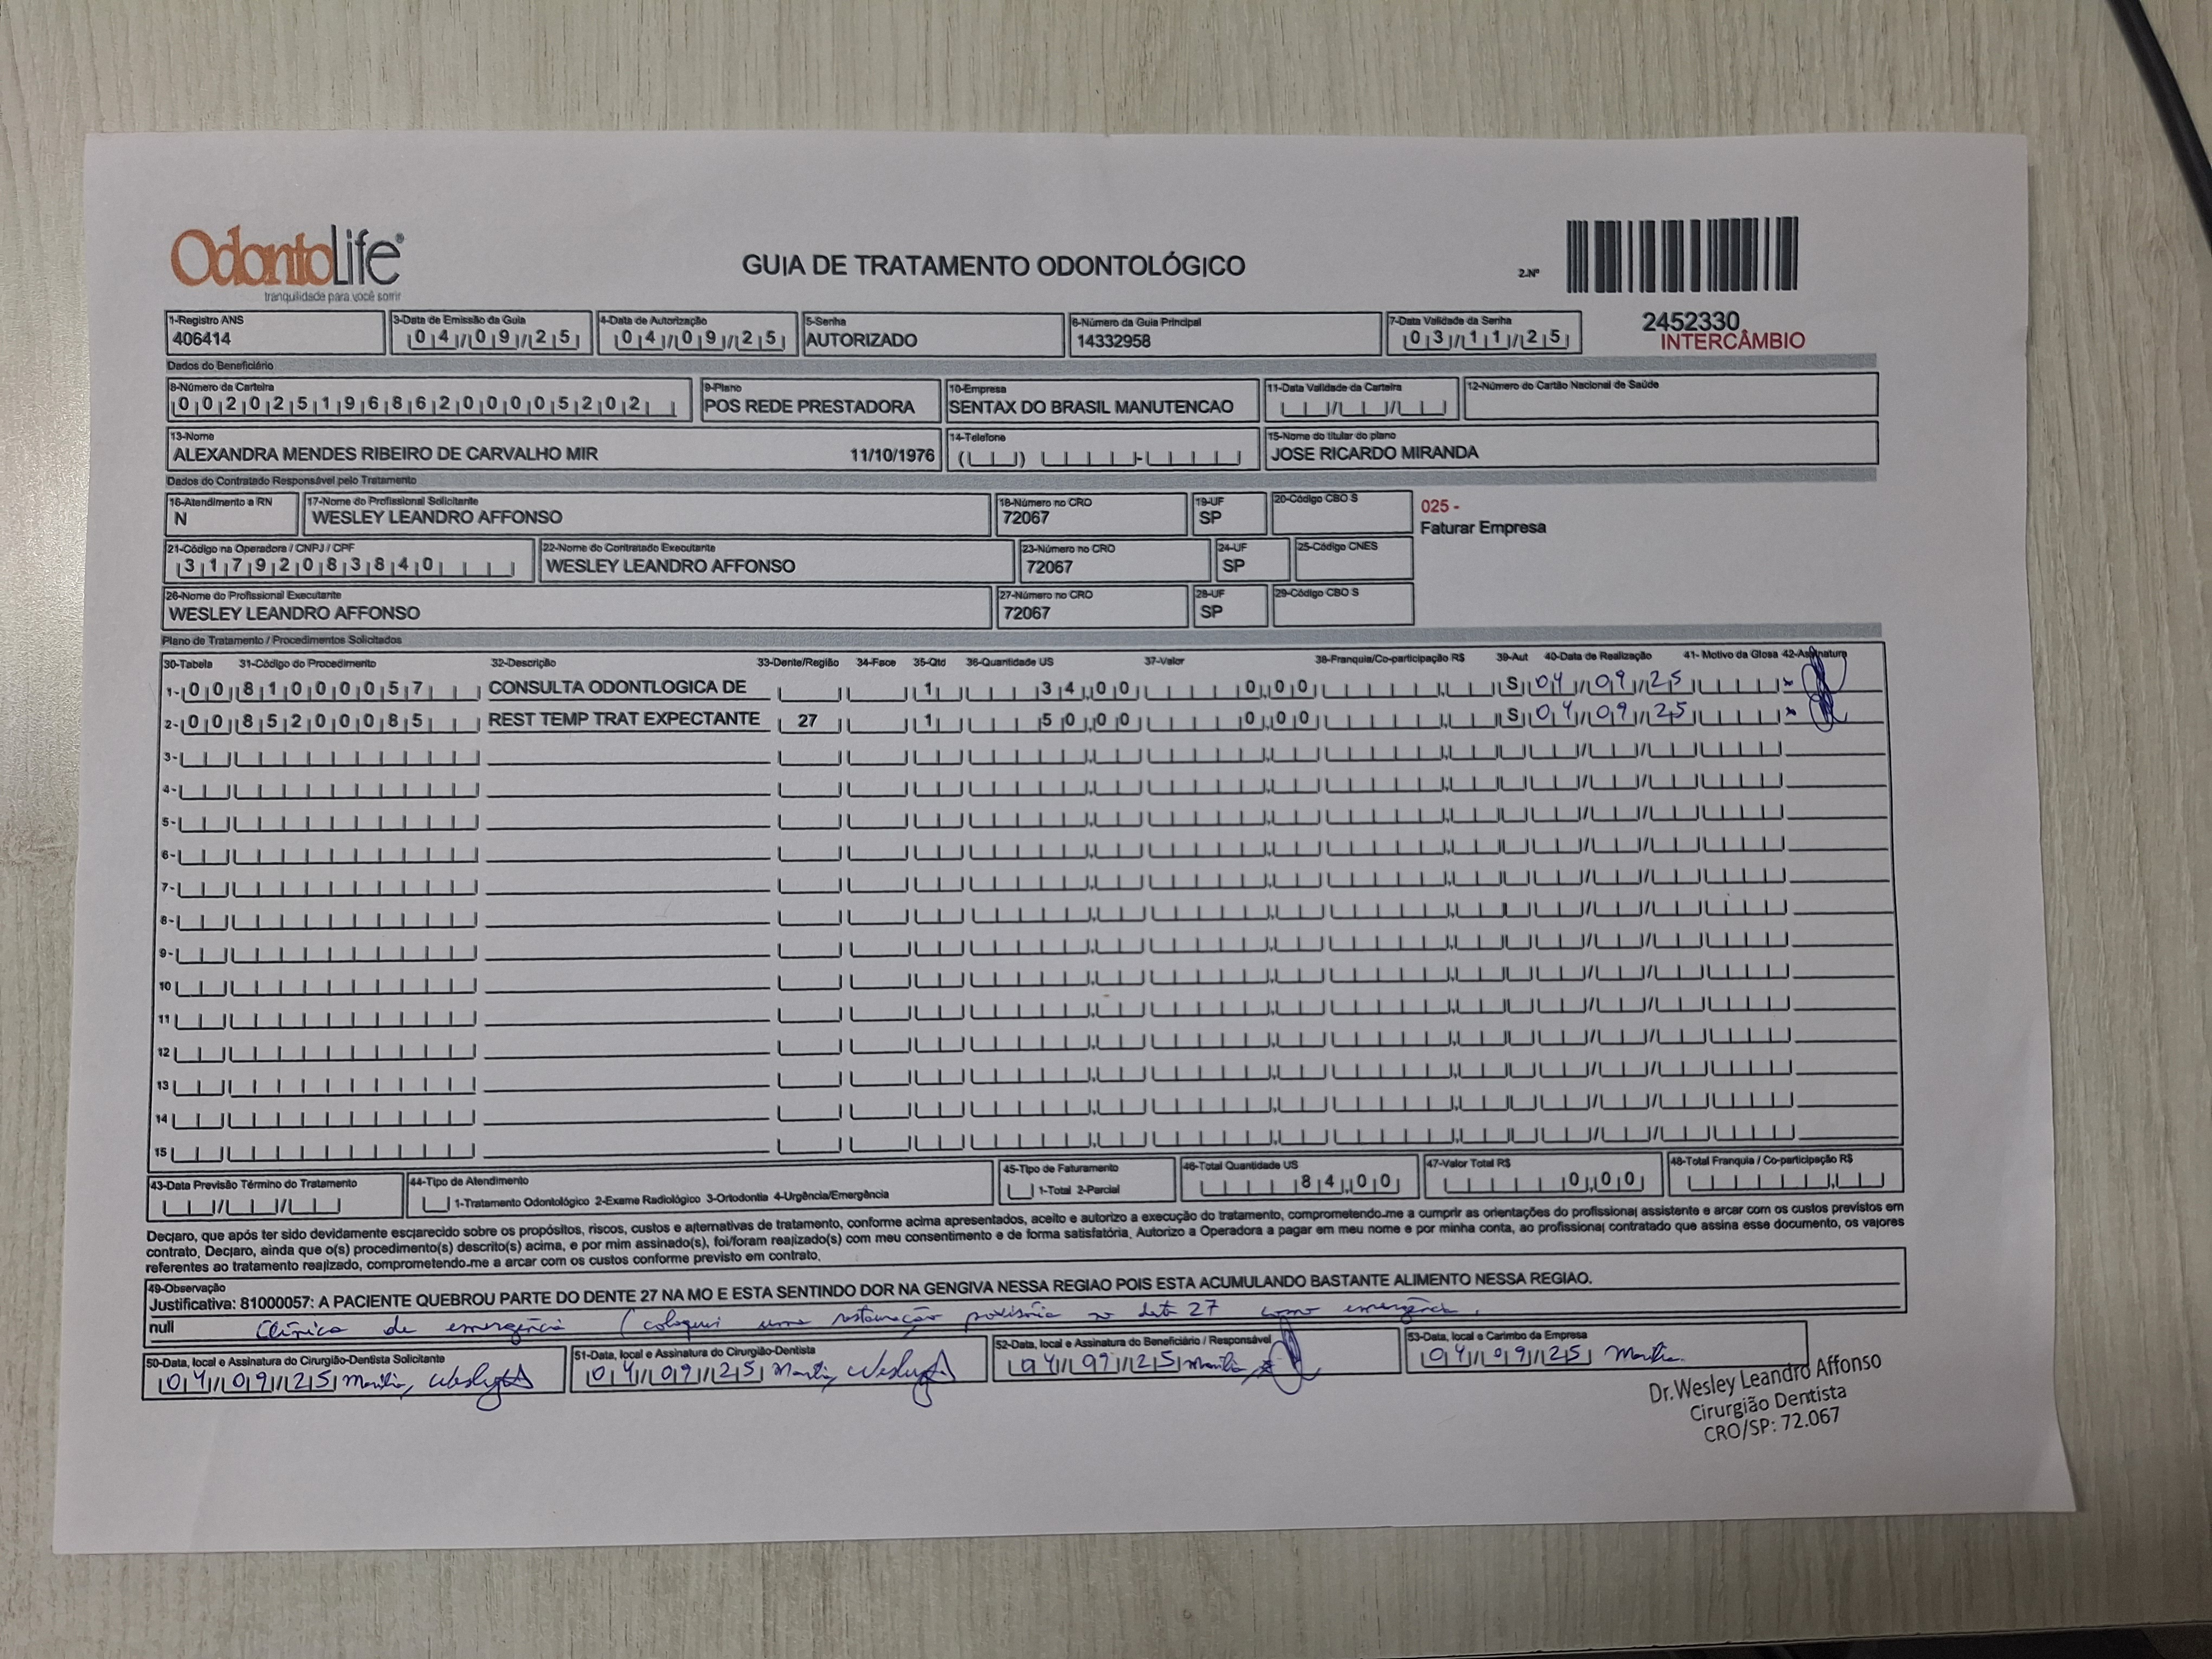 OdontoLife®
tranquilidade para você sorrir
GUIA DE TRATAMENTO ODONTOLÓGICO
2.Nº
2452330
INTERCÂMBIO
1-Registro ANS
406414
3-Data de Emissão da Guia
04/09/25
4-Data de Autorização
04/09/25
5-Senha
AUTORIZADO
6-Número da Guia Principal
14332958
7-Data Validade da Senha
03/11/25
Dados do Beneficiário
8-Número da Carteira
00202519686200005202
9-Plano
POS REDE PRESTADORA
10-Empresa
SENTAX DO BRASIL MANUTENCAO
11-Data Validade da Carteira
12-Número do Cartão Nacional de Saúde
13-Nome
ALEXANDRA MENDES RIBEIRO DE CARVALHO MIR 11/10/1976
14-Telefone
15-Nome do titular do plano
JOSE RICARDO MIRANDA
Dados do Contratado Responsável pelo Tratamento
16-Atendimento a RN
N
17-Nome do Profissional Solicitante
WESLEY LEANDRO AFFONSO
18-Número no CRO
72067
19-UF
SP
20-Código CBO S
025 -
Faturar Empresa
21-Código na Operadora / CNPJ / CPF
31792083840
22-Nome do Contratado Executante
WESLEY LEANDRO AFFONSO
23-Número no CRO
72067
24-UF
SP
25-Código CNES
26-Nome do Profissional Executante
WESLEY LEANDRO AFFONSO
27-Número no CRO
72067
28-UF
SP
29-Código CBO S
Plano de Tratamento / Procedimentos Solicitados
30-Tabela 31-Código do Procedimento 32-Descrição 33-Dente/Região 34-Face 35-Qtd 36-Quantidade US 37-Valor 38-Franquia/Co-participação R$ 39-Aut 40-Data de Realização 41- Motivo da Glosa 42-Assinatura
1- 00 81000057 CONSULTA ODONTLOGICA DE 1 34,00 0,00 S 04/09/25
2- 00 85200085 REST TEMP TRAT EXPECTANTE 27 1 50,00 0,00 S 04/09/25
3-
4-
5-
6-
7-
8-
9-
10
11
12
13
14
15
43-Data Previsão Término do Tratamento
44-Tipo de Atendimento
1-Tratamento Odontológico 2-Exame Radiológico 3-Ortodontia 4-Urgência/Emergência
45-Tipo de Faturamento
1-Total 2-Parcial
46-Total Quantidade US
84,00
47-Valor Total R$
0,00
48-Total Franquia / Co-participação R$
Declaro, que após ter sido devidamente esclarecido sobre os propósitos, riscos, custos e alternativas de tratamento, conforme acima apresentados, aceito e autorizo a execução do tratamento, comprometendo-me a cumprir as orientações do profissional assistente e arcar com os custos previstos em
contrato. Declaro, ainda que o(s) procedimento(s) descrito(s) acima, e por mim assinado(s), foi/foram realizado(s) com meu consentimento e de forma satisfatória. Autorizo a Operadora a pagar em meu nome e por minha conta, ao profissional contratado que assina esse documento, os valores
referentes ao tratamento realizado, comprometendo-me a arcar com os custos conforme previsto em contrato.
49-Observação
Justificativa: 81000057: A PACIENTE QUEBROU PARTE DO DENTE 27 NA MO E ESTA SENTINDO DOR NA GENGIVA NESSA REGIAO POIS ESTA ACUMULANDO BASTANTE ALIMENTO NESSA REGIAO.
null Clínica de emergência (coloquei uma restauração provisória no dente 27 como emergência.
50-Data, local e Assinatura do Cirurgião-Dentista Solicitante
04/09/25 Marília,
51-Data, local e Assinatura do Cirurgião-Dentista
04/09/25 Marília,
52-Data, local e Assinatura do Beneficiário / Responsável
04/09/25 Marília
53-Data, local e Carimbo da Empresa
04/09/25 Marília
Dr.Wesley Leandro Affonso
Cirurgião Dentista
CRO/SP: 72.067